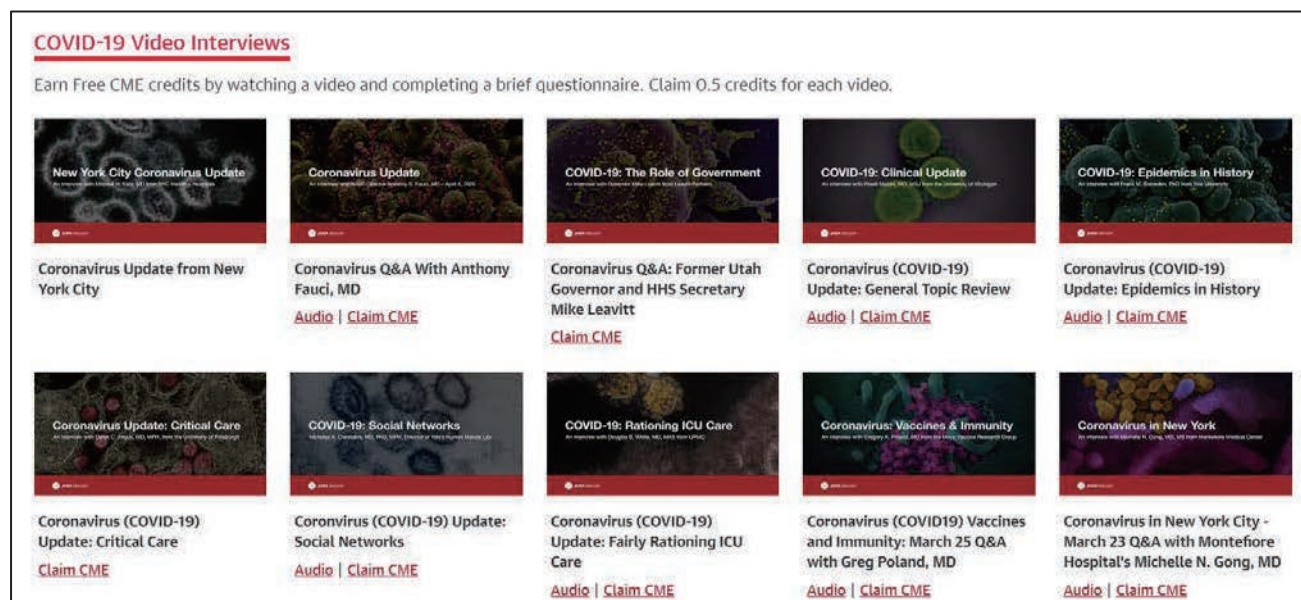 COVID-19 Video Interviews
Earn Free CME credits by watching a video and completing a brief questionnaire. Claim 0.5 credits for each video.
New York City Coronavirus Update
Coronavirus Update
COVID-19: The Role of Government
COVID-19: Clinical Update
COVID-19: Epidemics in History
Coronavirus Update from New
York City
Coronavirus Q&A With Anthony
Fauci, MD
Audio | Claim CME
Coronavirus Q&A: Former Utah
Governor and HHS Secretary
Mike Leavitt
Claim CME
Coronavirus (COVID-19)
Update: General Topic Review
Audio | Claim CME
Coronavirus (COVID-19)
Update: Epidemics in History
Audio | Claim CME
Coronavirus Update: Critical Care
COVID-19: Social Networks
COVID-19: Rationing ICU Care
Coronavirus: Vaccines & Immunity
Coronavirus in New York
Coronavirus (COVID-19)
Update: Critical Care
Claim CME
Coronvirus (COVID-19) Update:
Social Networks
Audio | Claim CME
Coronavirus (COVID-19)
Update: Fairly Rationing ICU
Care
Audio | Claim CME
Coronavirus (COVID19) Vaccines
and Immunity: March 25 Q&A
with Greg Poland, MD
Audio | Claim CME
Coronavirus in New York City -
March 23 Q&A with Montefiore
Hospital's Michelle N. Gong, MD
Audio | Claim CME